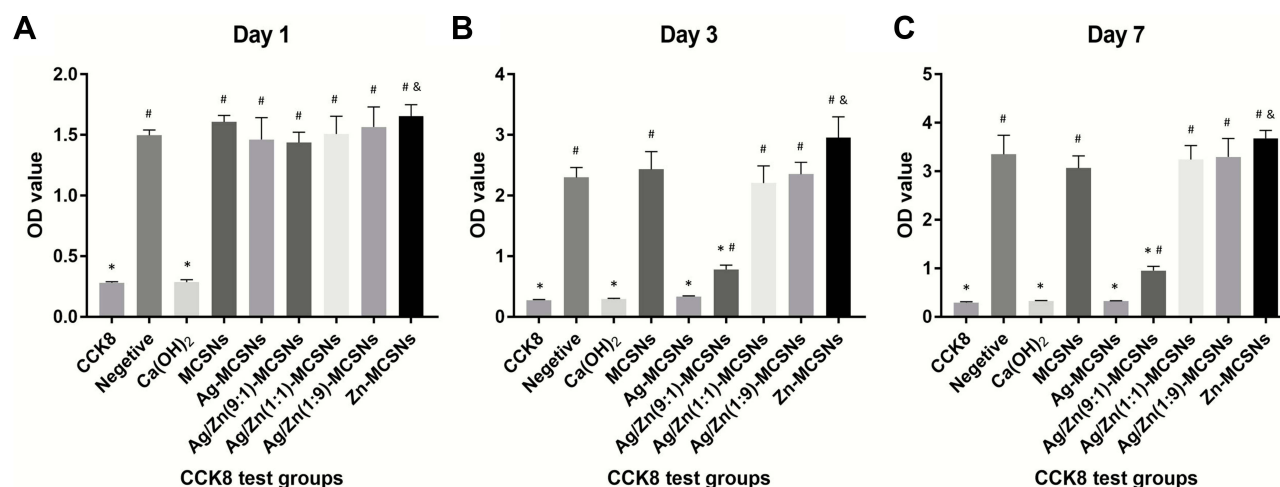 A
Day 1
OD value
2.0
1.5
1.0
0.5
0.0
*
#
*
#
#
#
#
#
# &
CCK8
Negetive
Ca(OH)₂
MCSNs
Ag-MCSNs
Ag/Zn(9:1)-MCSNs
Ag/Zn(1:1)-MCSNs
Ag/Zn(1:9)-MCSNs
Zn-MCSNs
CCK8 test groups
B
Day 3
OD value
4
3
2
1
0
*
#
*
#
*
* #
#
#
# &
CCK8
Negetive
Ca(OH)₂
MCSNs
Ag-MCSNs
Ag/Zn(9:1)-MCSNs
Ag/Zn(1:1)-MCSNs
Ag/Zn(1:9)-MCSNs
Zn-MCSNs
CCK8 test groups
C
Day 7
OD value
5
4
3
2
1
0
*
#
*
#
*
* #
#
#
# &
CCK8
Negetive
Ca(OH)₂
MCSNs
Ag-MCSNs
Ag/Zn(9:1)-MCSNs
Ag/Zn(1:1)-MCSNs
Ag/Zn(1:9)-MCSNs
Zn-MCSNs
CCK8 test groups